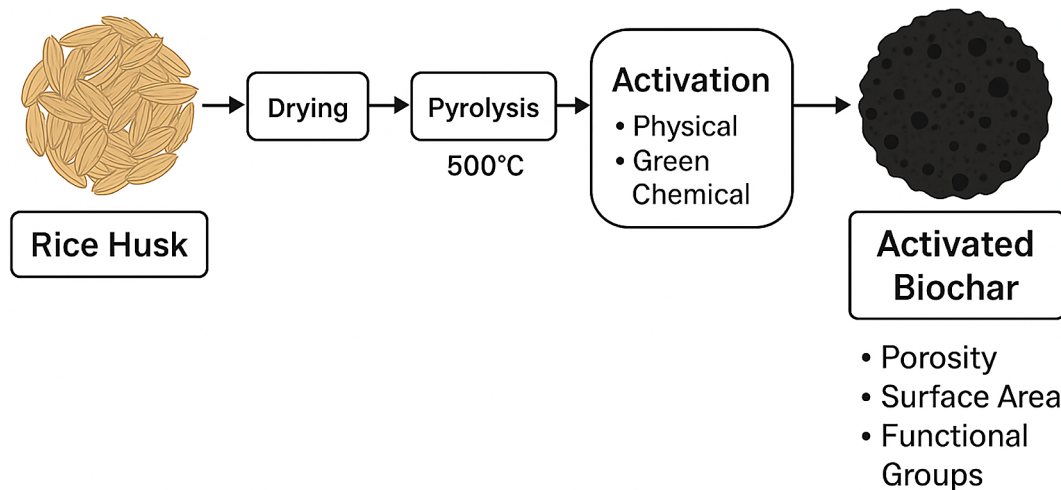 Rice Husk
Drying
Pyrolysis
500°C
Activation
• Physical
• Green
Chemical
Activated
Biochar
• Porosity
• Surface Area
• Functional
Groups